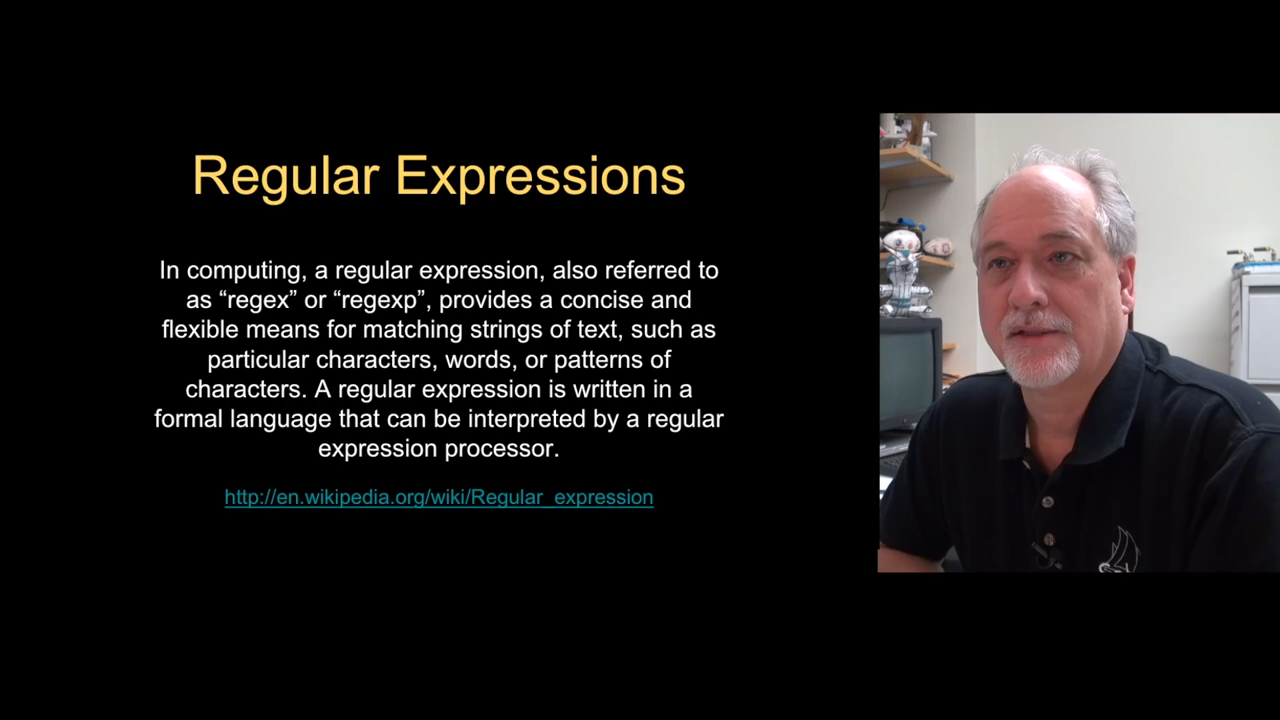 Regular Expressions
In computing, a regular expression, also referred to
as “regex” or “regexp”, provides a concise and
flexible means for matching strings of text, such as
particular characters, words, or patterns of
characters. A regular expression is written in a
formal language that can be interpreted by a regular
expression processor.
http://en.wikipedia.org/wiki/Regular_expression